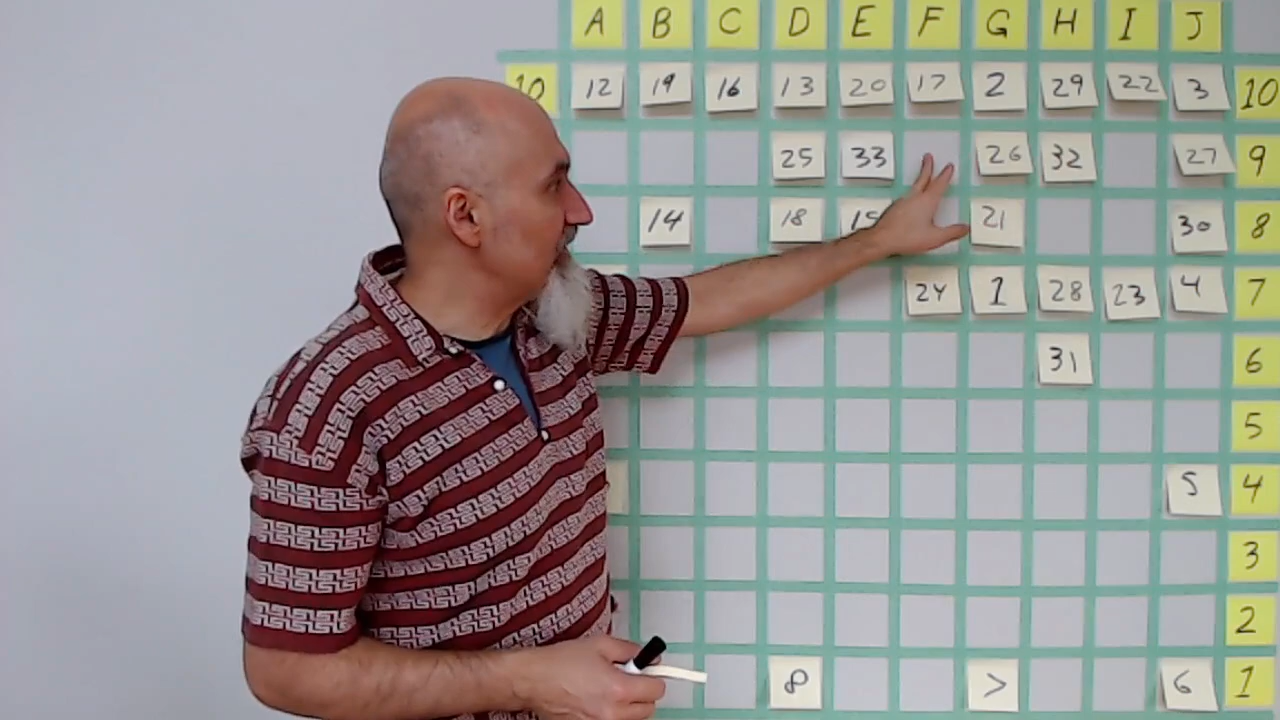 A B C D E F G H I J
10 12 19 16 13 20 17 2 29 22 3 10
25 33 26 32 27 9
14 18 15 21 30 8
24 1 28 23 4 7
31 6
5
5 4
3
2
8 > 6 1